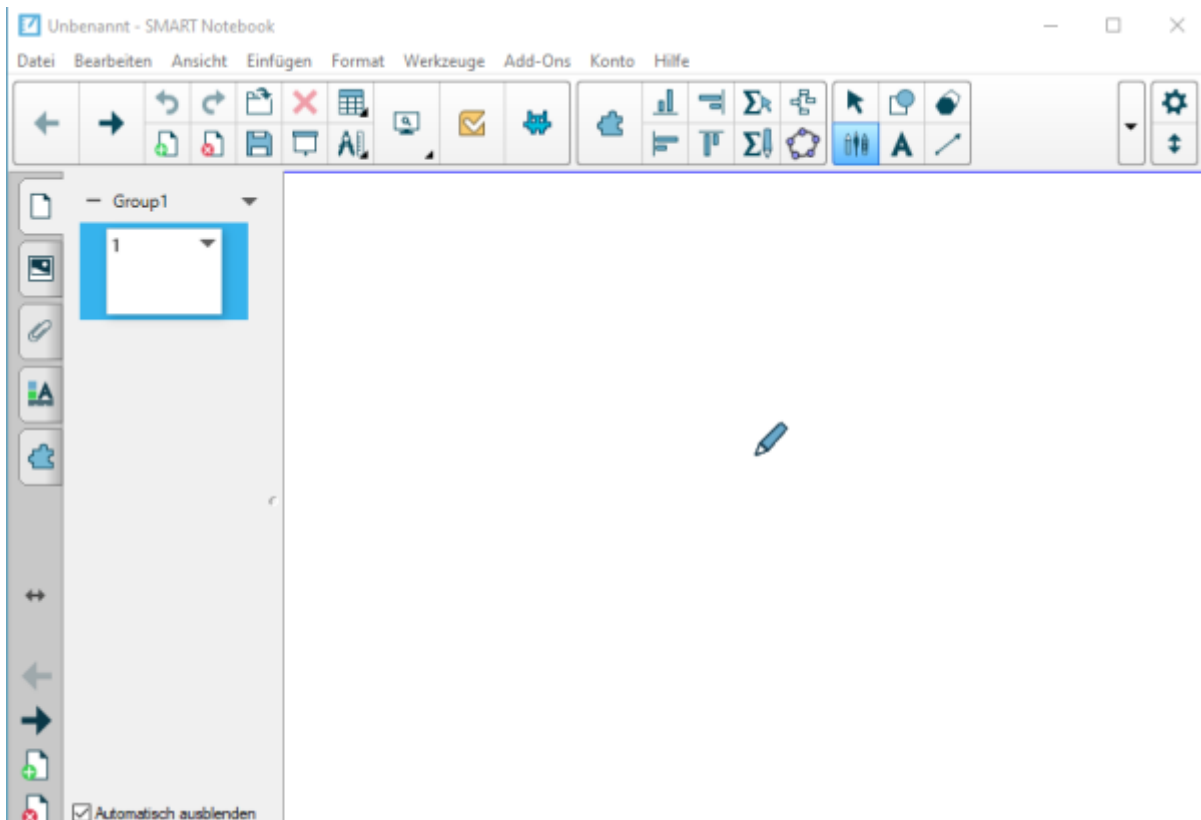 Unbenannt - SMART Notebook
Datei Bearbeiten Ansicht Einfügen Format Werkzeuge Add-Ons Konto Hilfe
Group1
1
Automatisch ausblenden